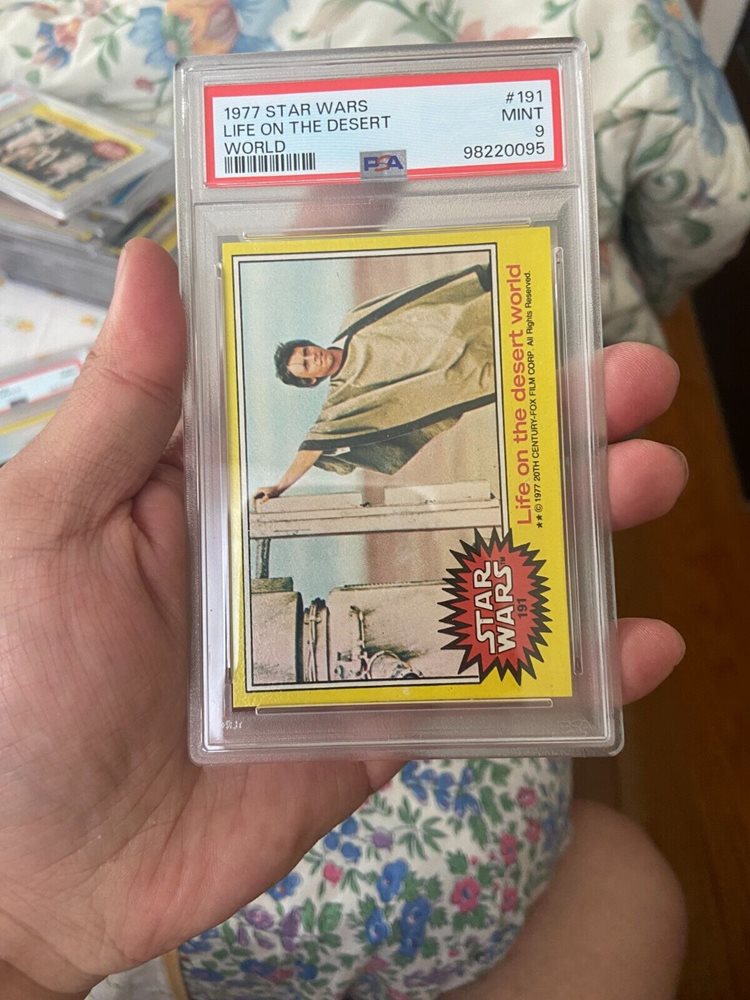 1977 STAR WARS #191
LIFE ON THE DESERT MINT
WORLD 9
PSA 98220095
Life on the desert world
★★ © 1977 20TH CENTURY-FOX FILM CORP. All Rights Reserved.
STAR
WARS™
191